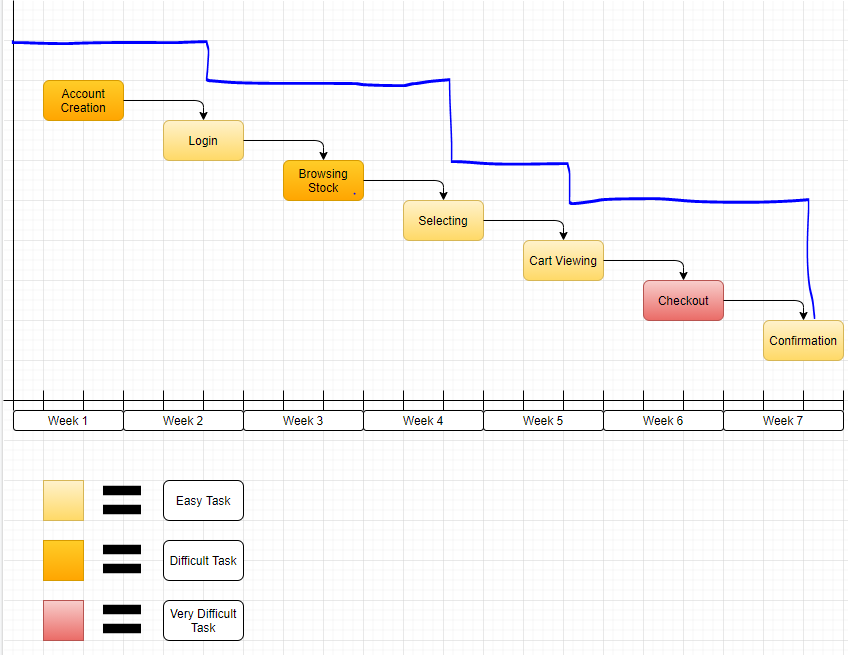 Account
Creation
Login
Browsing
Stock .
Selecting
Cart Viewing
Checkout
Confirmation
Week 1
Week 2
Week 3
Week 4
Week 5
Week 6
Week 7
Easy Task
Difficult Task
Very Difficult
Task